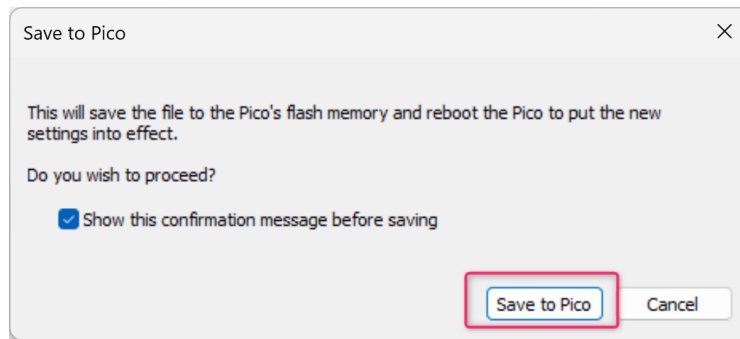 Save to Pico
This will save the file to the Pico's flash memory and reboot the Pico to put the new
settings into effect.
Do you wish to proceed?
Show this confirmation message before saving
Save to Pico
Cancel